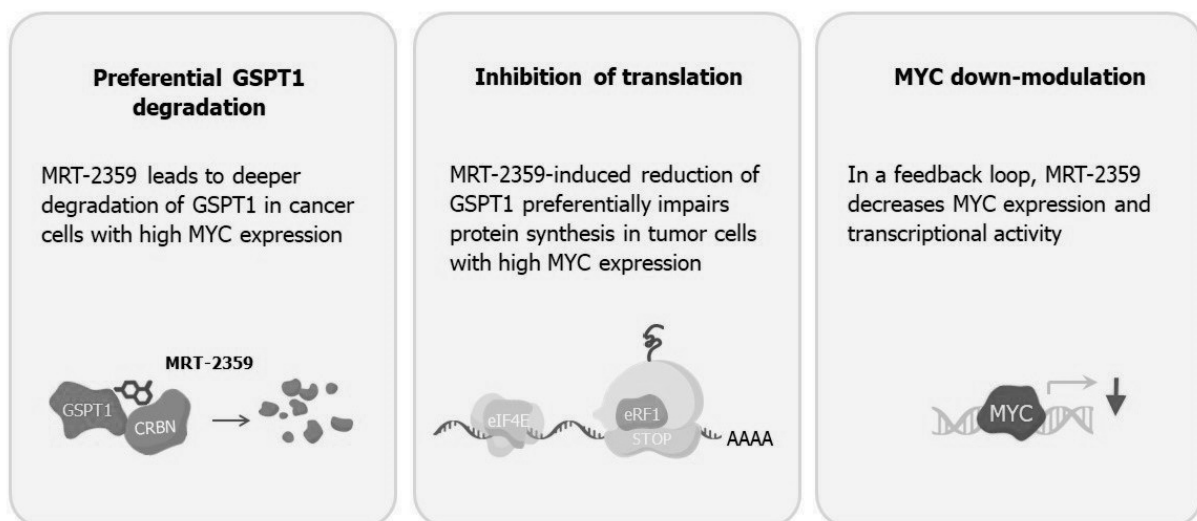 Preferential GSPT1
degradation
MRT-2359 leads to deeper
degradation of GSPT1 in cancer
cells with high MYC expression
MRT-2359
GSPT1
CRBN
Inhibition of translation
MRT-2359-induced reduction of
GSPT1 preferentially impairs
protein synthesis in tumor cells
with high MYC expression
eIF4E
eRF1
STOP
AAAA
MYC down-modulation
In a feedback loop, MRT-2359
decreases MYC expression and
transcriptional activity
MYC